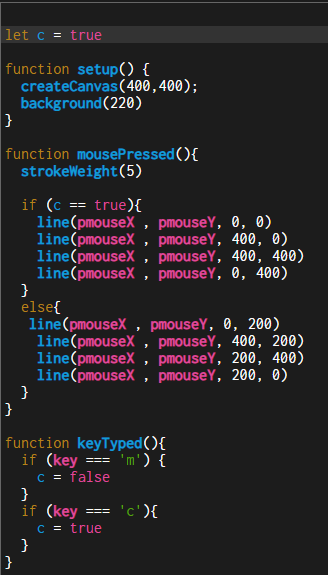 let c = true
function setup() {
createCanvas(400,400);
background(220)
}
function mousePressed(){
strokeWeight(5)
if (c == true){
line(pmouseX , pmouseY, 0, 0)
line(pmouseX , pmouseY, 400, 0)
line(pmouseX , pmouseY, 400, 400)
line(pmouseX , pmouseY, 0, 400)
}
else{
line(pmouseX , pmouseY, 0, 200)
line(pmouseX , pmouseY, 400, 200)
line(pmouseX , pmouseY, 200, 400)
line(pmouseX , pmouseY, 200, 0)
}
}
function keyTyped(){
if (key === 'm') {
c = false
}
if (key === 'c'){
c = true
}
}